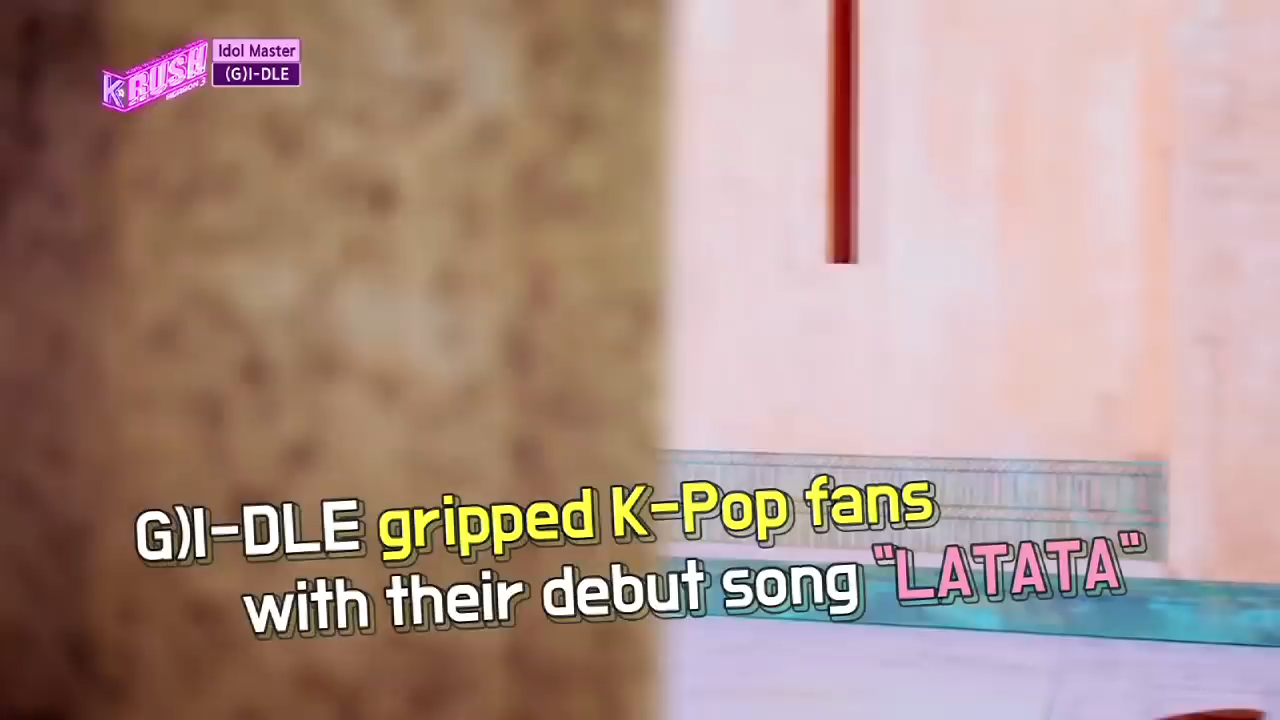 K RUSH
SEASON 3
Idol Master
(G)I-DLE
G)I-DLE gripped K-Pop fans
with their debut song "LATATA"